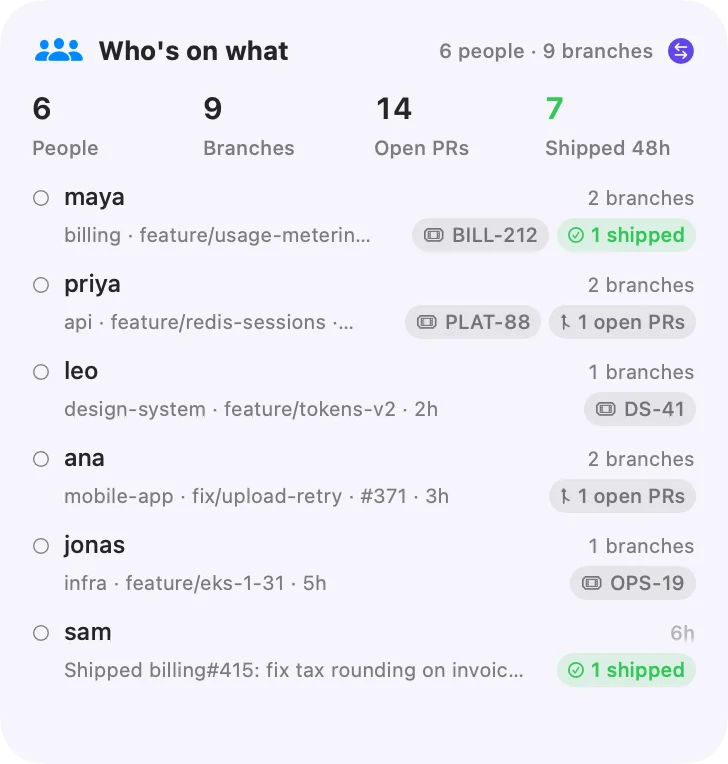 Who's on what 6 people · 9 branches
6 9 14 7
People Branches Open PRs Shipped 48h
maya 2 branches
billing · feature/usage-meterin... BILL-212 1 shipped
priya 2 branches
api · feature/redis-sessions ·... PLAT-88 1 open PRs
leo 1 branches
design-system · feature/tokens-v2 · 2h DS-41
ana 2 branches
mobile-app · fix/upload-retry · #371 · 3h 1 open PRs
jonas 1 branches
infra · feature/eks-1-31 · 5h OPS-19
sam 6h
Shipped billing#415: fix tax rounding on invoic... 1 shipped